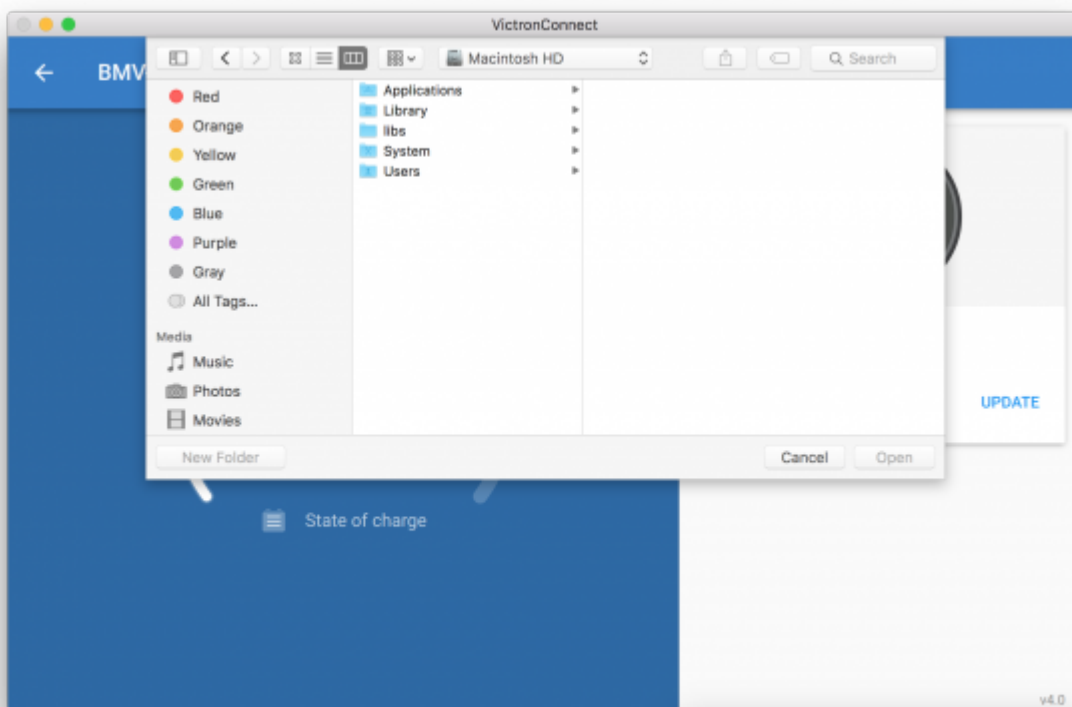 VictronConnect
BMV
Macintosh HD
Search
Red
Orange
Yellow
Green
Blue
Purple
Gray
All Tags...
Media
Music
Photos
Movies
Applications
Library
libs
System
Users
New Folder
Cancel
Open
UPDATE
State of charge
v4.0